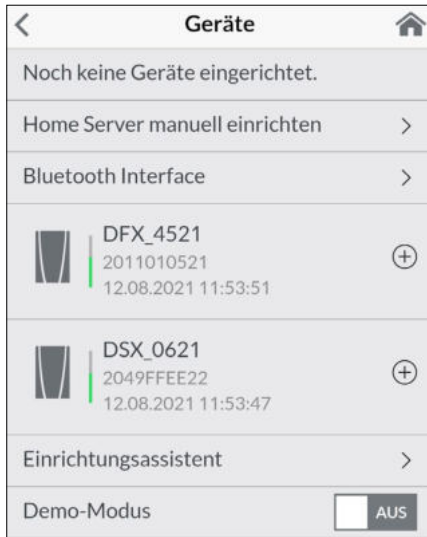 Geräte
Noch keine Geräte eingerichtet.
Home Server manuell einrichten
Bluetooth Interface
DFX_4521
2011010521
12.08.2021 11:53:51
DSX_0621
2049FFEE22
12.08.2021 11:53:47
Einrichtungsassistent
Demo-Modus
AUS